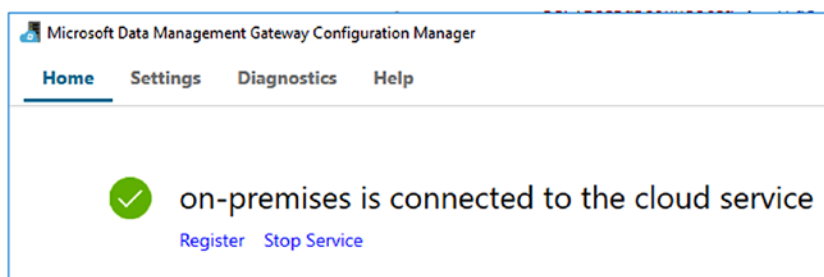 Microsoft Data Management Gateway Configuration Manager
Home Settings Diagnostics Help
on-premises is connected to the cloud service
Register Stop Service